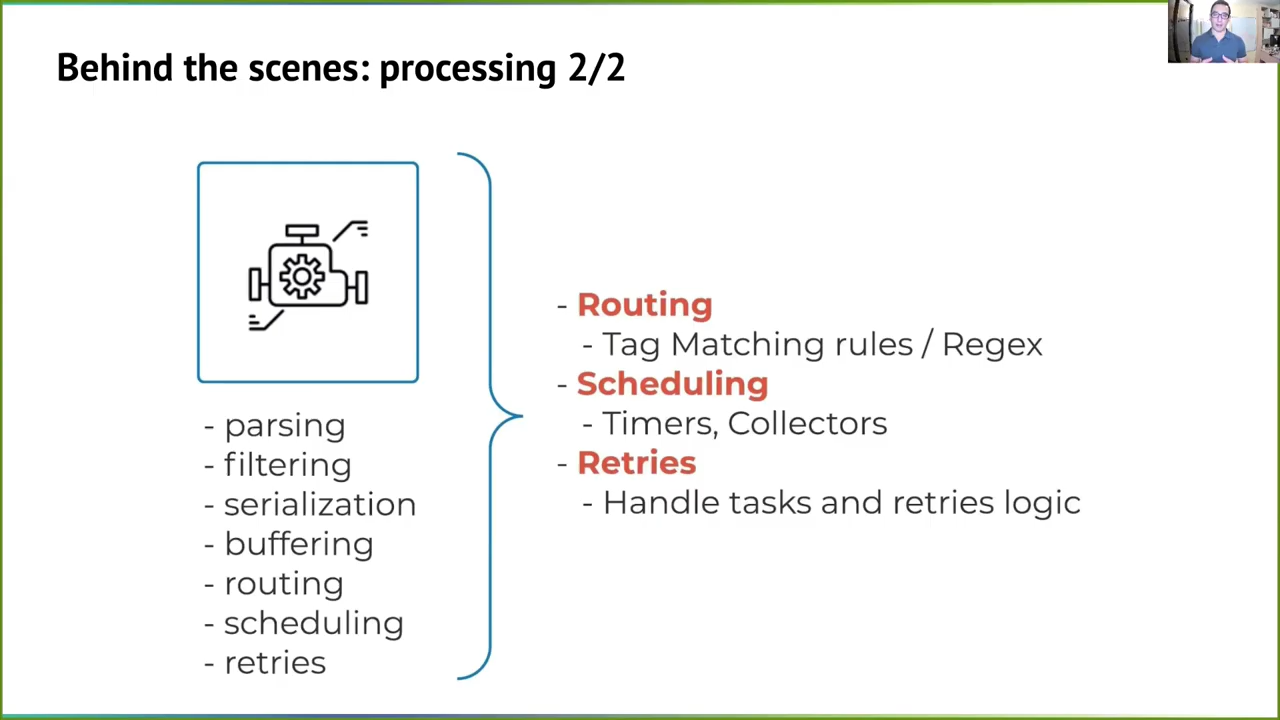 Behind the scenes: processing 2/2
- parsing
- filtering
- serialization
- buffering
- routing
- scheduling
- retries
- Routing
- Tag Matching rules / Regex
- Scheduling
- Timers, Collectors
- Retries
- Handle tasks and retries logic